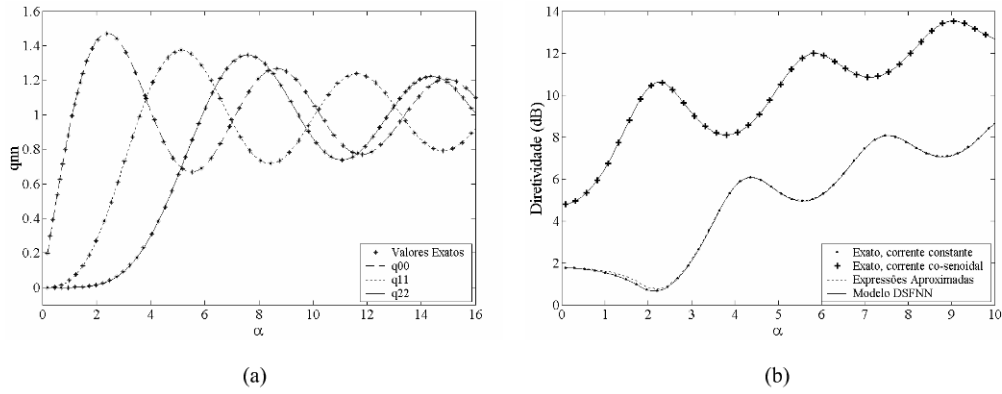 1.6
1.4
1.2
1
0.8
0.6
0.4
0.2
0
qnn
0 2 4 6 8 10 12 14 16
α
Valores Exatos
q00
q11
q22
(a)
14
12
10
8
6
4
2
0
Diretividade (dB)
0 1 2 3 4 5 6 7 8 9 10
α
Exato, corrente constante
Exato, corrente co-senoidal
Expressões Aproximadas
Modelo DSFNN
(b)